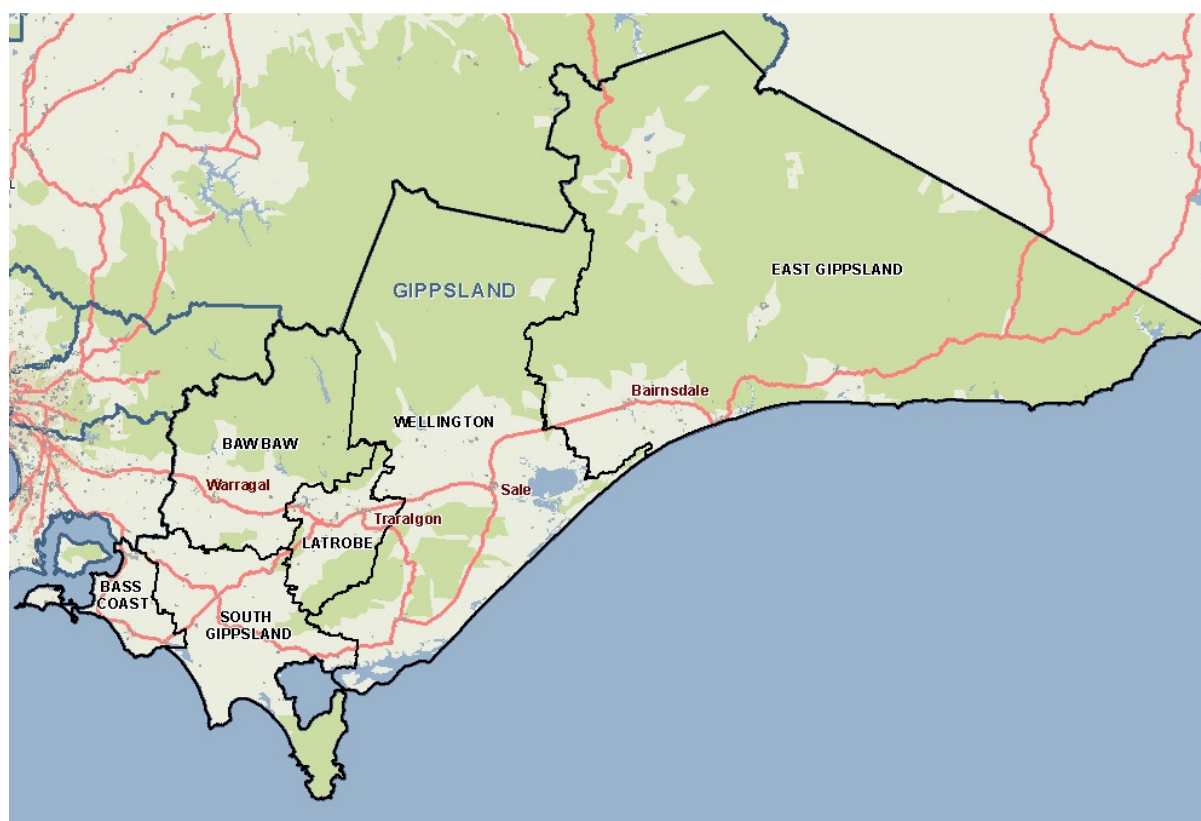 EAST GIPPSLAND
GIPPSLAND
Bairnsdale
WELLINGTON
BAW BAW
Warragal
Sale
Traralgon
LATROBE
BASS
COAST
SOUTH
GIPPSLAND